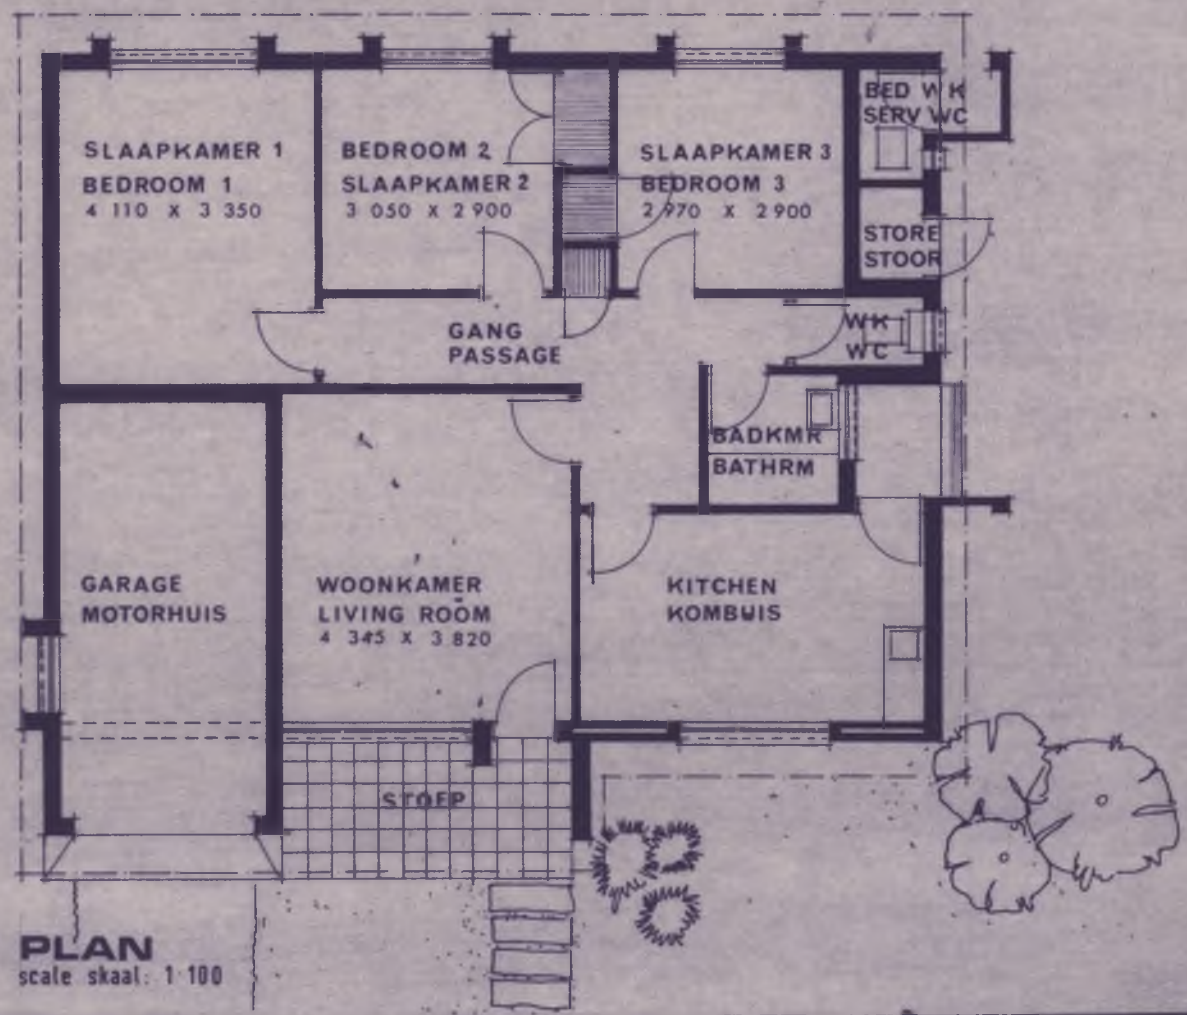 SLAAPKAMER 1
BEDROOM 1
4 110 X 3 350
BEDROOM 2
SLAAPKAMER 2
3 050 X 2 900
SLAAPKAMER 3
BEDROOM 3
2 970 X 2 900
BED WK
SERV WC
STORE
STOOR
GANG
PASSAGE
WK
WC
BADKMR
BATHRM
GARAGE
MOTORHUIS
WOONKAMER
LIVING ROOM
4 345 X 3 820
KITCHEN
KOMBUIS
STOEP
PLAN
scale skaal: 1 100